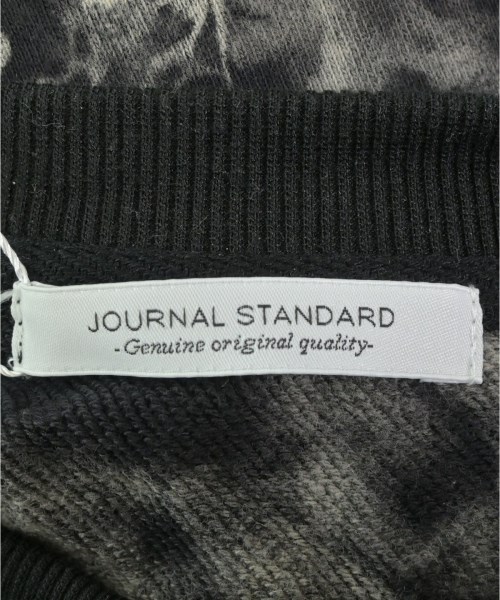 JOURNAL STANDARD
-Genuine original quality-